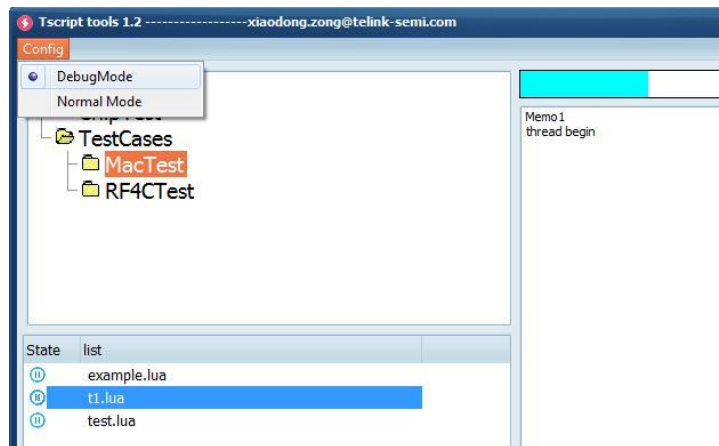 Tscript tools 1.2 ------------------xiaodong.zong@telink-semi.com
Config
DebugMode
Normal Mode
TestCases
MacTest
RF4CTest
Memo1
thread begin
State list
example.lua
t1.lua
test.lua